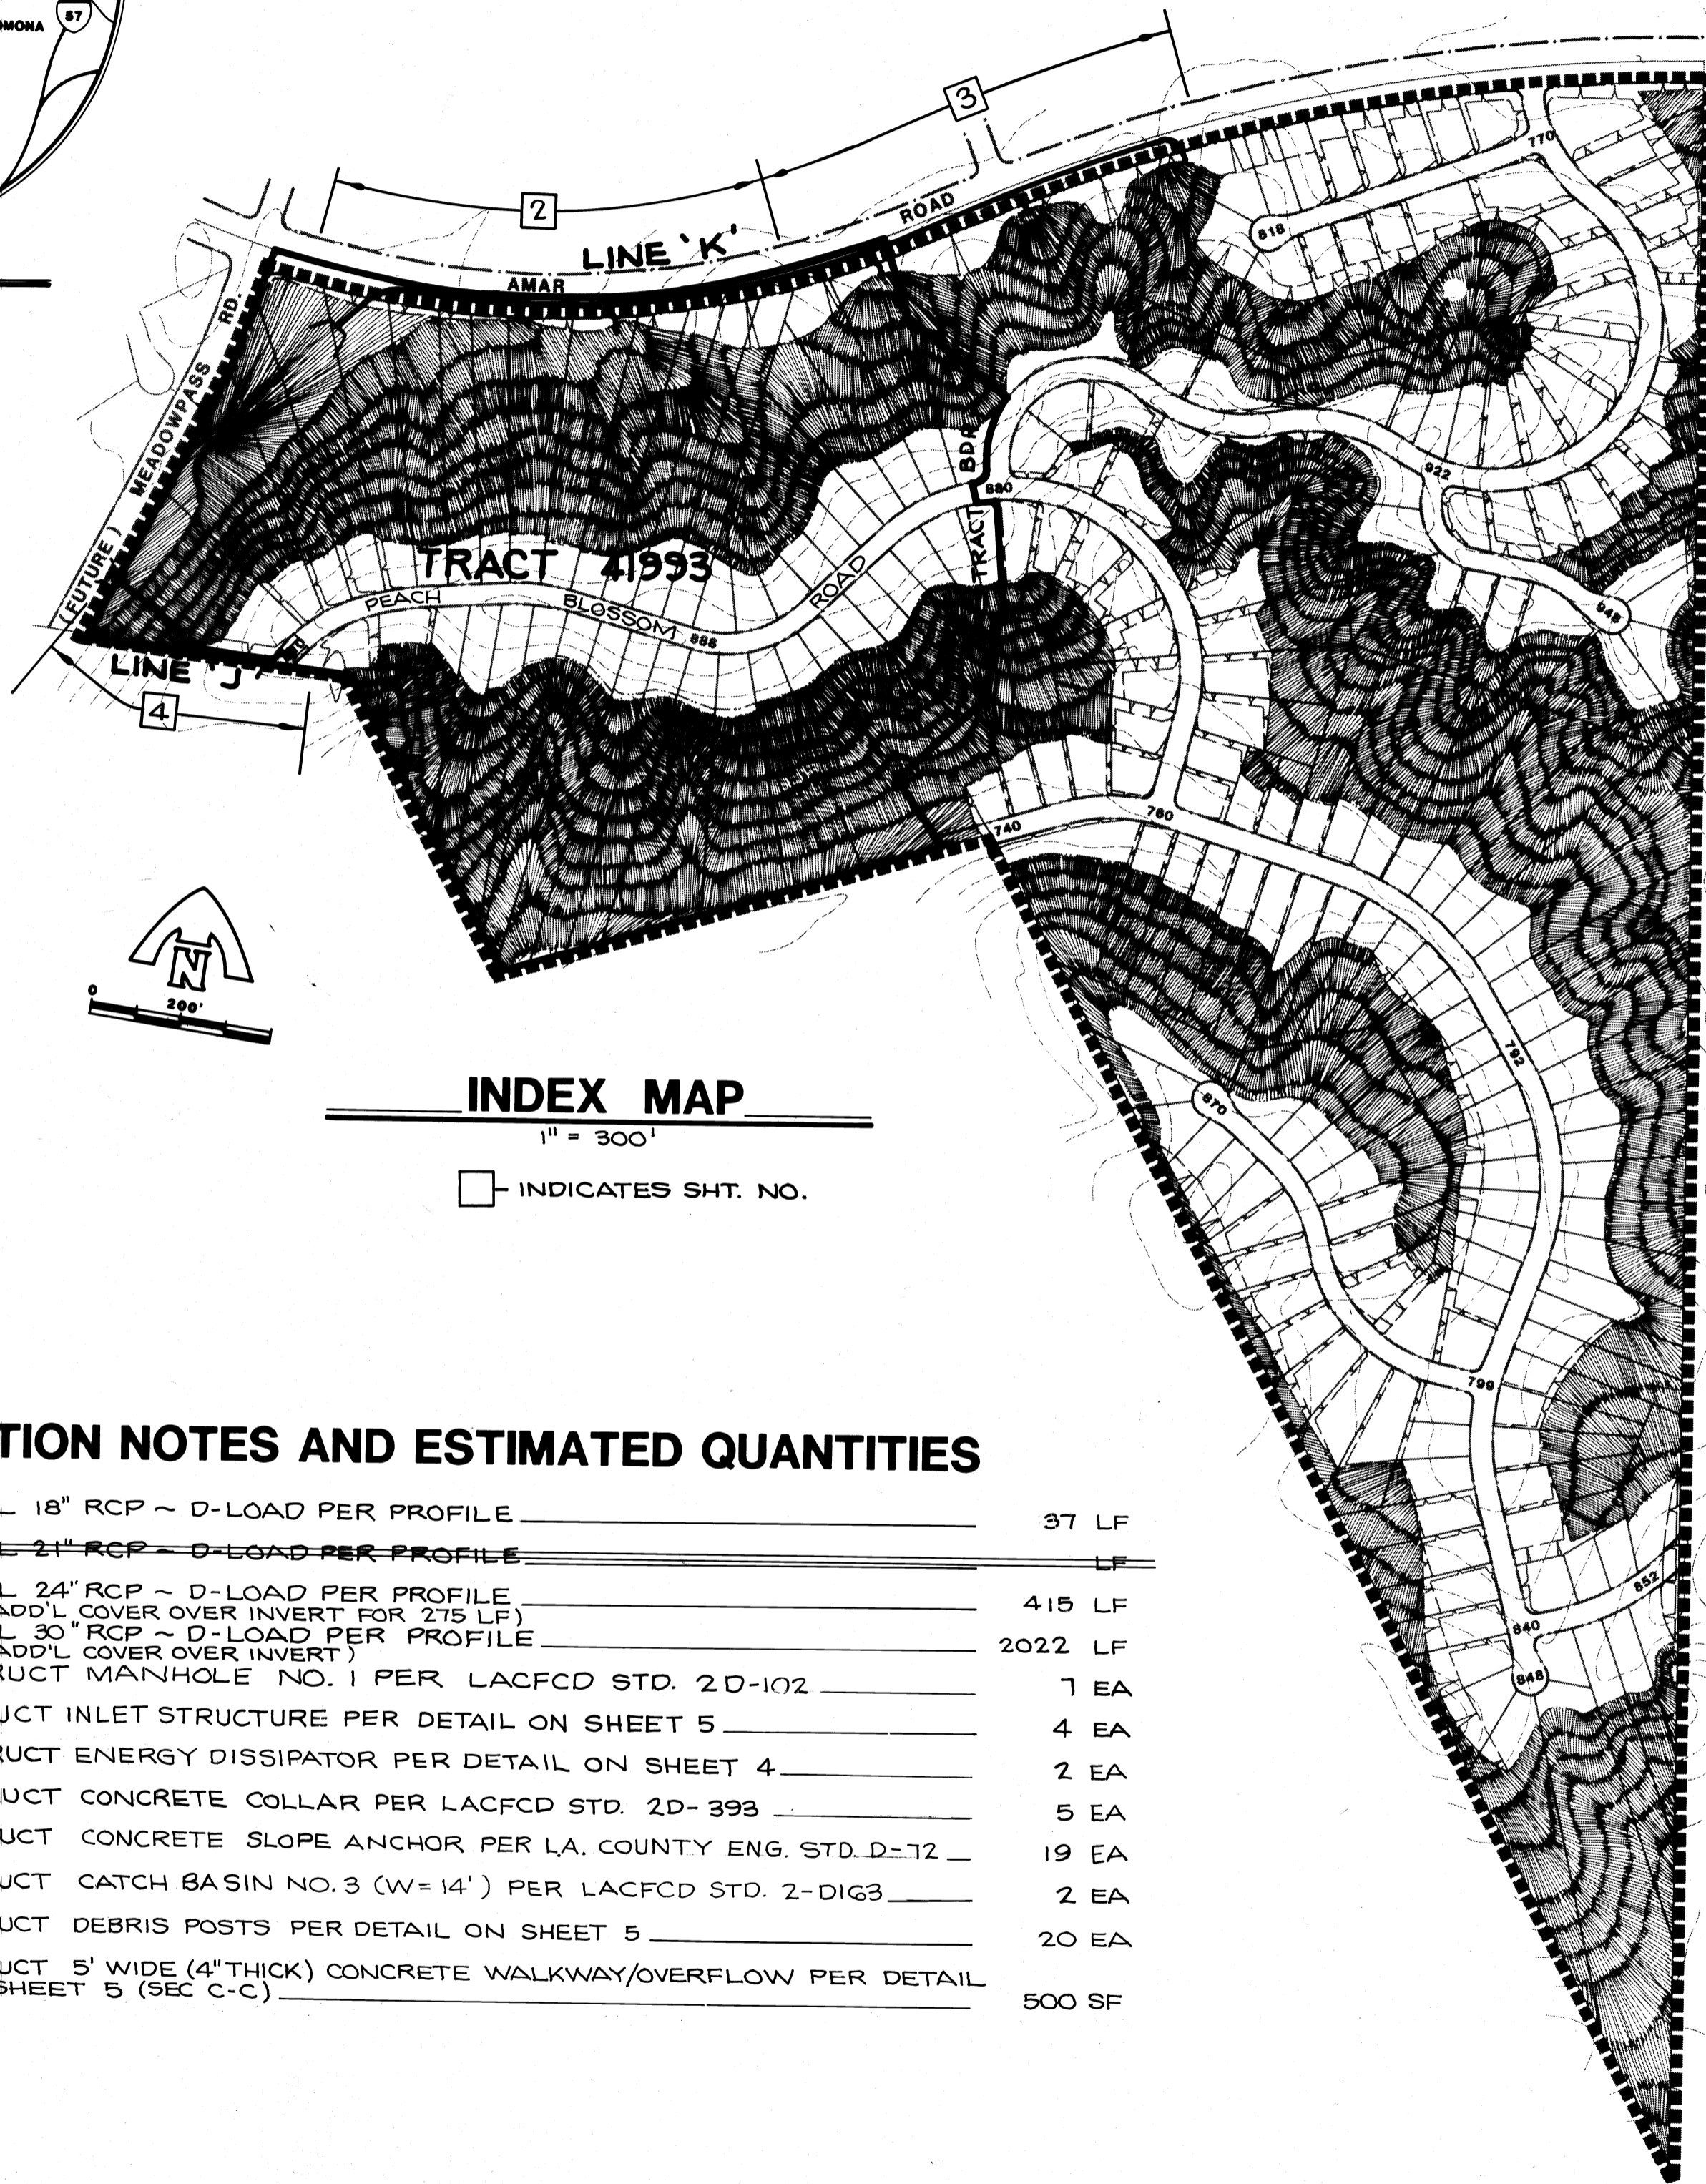 OMONA
57
3
2
LINE 'K'
ROAD
AMAR
770
818
MEADOWPASS RD.
(FUTURE)
TRACT BDRY
880
922
948
TRACT 41993
PEACH BLOSSOM ROAD
888
LINE 'J'
4
740
760
792
N
0
200'
INDEX MAP
1" = 300'
INDICATES SHT. NO.
870
799
852
840
848
TION NOTES AND ESTIMATED QUANTITIES
L 18" RCP ~ D-LOAD PER PROFILE 37 LF
L 21" RCP ~ D-LOAD PER PROFILE LF
L 24" RCP ~ D-LOAD PER PROFILE 415 LF
ADD'L COVER OVER INVERT FOR 275 LF)
L 30" RCP ~ D-LOAD PER PROFILE 2022 LF
ADD'L COVER OVER INVERT)
RUCT MANHOLE NO. 1 PER LACFCD STD. 2D-102 7 EA
UCT INLET STRUCTURE PER DETAIL ON SHEET 5 4 EA
RUCT ENERGY DISSIPATOR PER DETAIL ON SHEET 4 2 EA
UCT CONCRETE COLLAR PER LACFCD STD. 2D-393 5 EA
UCT CONCRETE SLOPE ANCHOR PER L.A. COUNTY ENG. STD. D-72 19 EA
UCT CATCH BASIN NO. 3 (W=14') PER LACFCD STD. 2-D163 2 EA
UCT DEBRIS POSTS PER DETAIL ON SHEET 5 20 EA
UCT 5' WIDE (4" THICK) CONCRETE WALKWAY/OVERFLOW PER DETAIL
SHEET 5 (SEC C-C) 500 SF